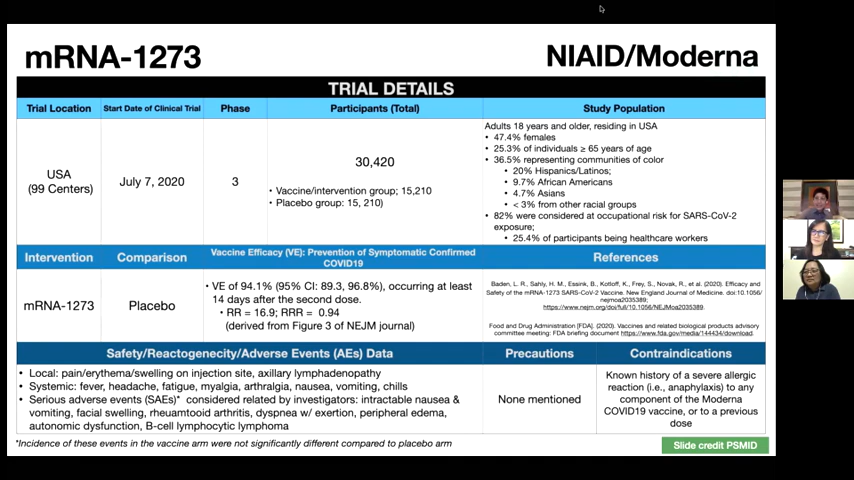 mRNA-1273
NIAID/Moderna
TRIAL DETAILS
Trial Location
Start Date of Clinical Trial
Phase
Participants (Total)
Study Population
USA
(99 Centers)
July 7, 2020
3
30,420
• Vaccine/intervention group; 15,210
• Placebo group: 15, 210)
Adults 18 years and older, residing in USA
• 47.4% females
• 25.3% of individuals ≥ 65 years of age
• 36.5% representing communities of color
• 20% Hispanics/Latinos;
• 9.7% African Americans
• 4.7% Asians
• < 3% from other racial groups
• 82% were considered at occupational risk for SARS-CoV-2
exposure;
• 25.4% of participants being healthcare workers
Intervention
Comparison
Vaccine Efficacy (VE): Prevention of Symptomatic Confirmed
COVID19
References
mRNA-1273
Placebo
• VE of 94.1% (95% CI: 89.3, 96.8%), occurring at least
14 days after the second dose.
• RR = 16.9; RRR = 0.94
(derived from Figure 3 of NEJM journal)
Baden, L. R., Sahly, H. M., Essink, B., Kotloff, K., Frey, S., Novak, R., et al. (2020). Efficacy and
Safety of the mRNA-1273 SARS-CoV-2 Vaccine. New England Journal of Medicine. doi:10.1056/
nejmoa2035389;
https://www.nejm.org/doi/full/10.1056/NEJMoa2035389.
Food and Drug Administration [FDA]. (2020). Vaccines and related biological products advisory
committee meeting: FDA briefing document https://www.fda.gov/media/144434/download.
Safety/Reactogenecity/Adverse Events (AEs) Data
Precautions
Contraindications
• Local: pain/erythema/swelling on injection site, axillary lymphadenopathy
• Systemic: fever, headache, fatigue, myalgia, arthralgia, nausea, vomiting, chills
• Serious adverse events (SAEs)* considered related by investigators: intractable nausea &
vomiting, facial swelling, rheuamtooid arthritis, dyspnea w/ exertion, peripheral edema,
autonomic dysfunction, B-cell lymphocytic lymphoma
None mentioned
Known history of a severe allergic
reaction (i.e., anaphylaxis) to any
component of the Moderna
COVID19 vaccine, or to a previous
dose
*Incidence of these events in the vaccine arm were not significantly different compared to placebo arm
Slide credit PSMID